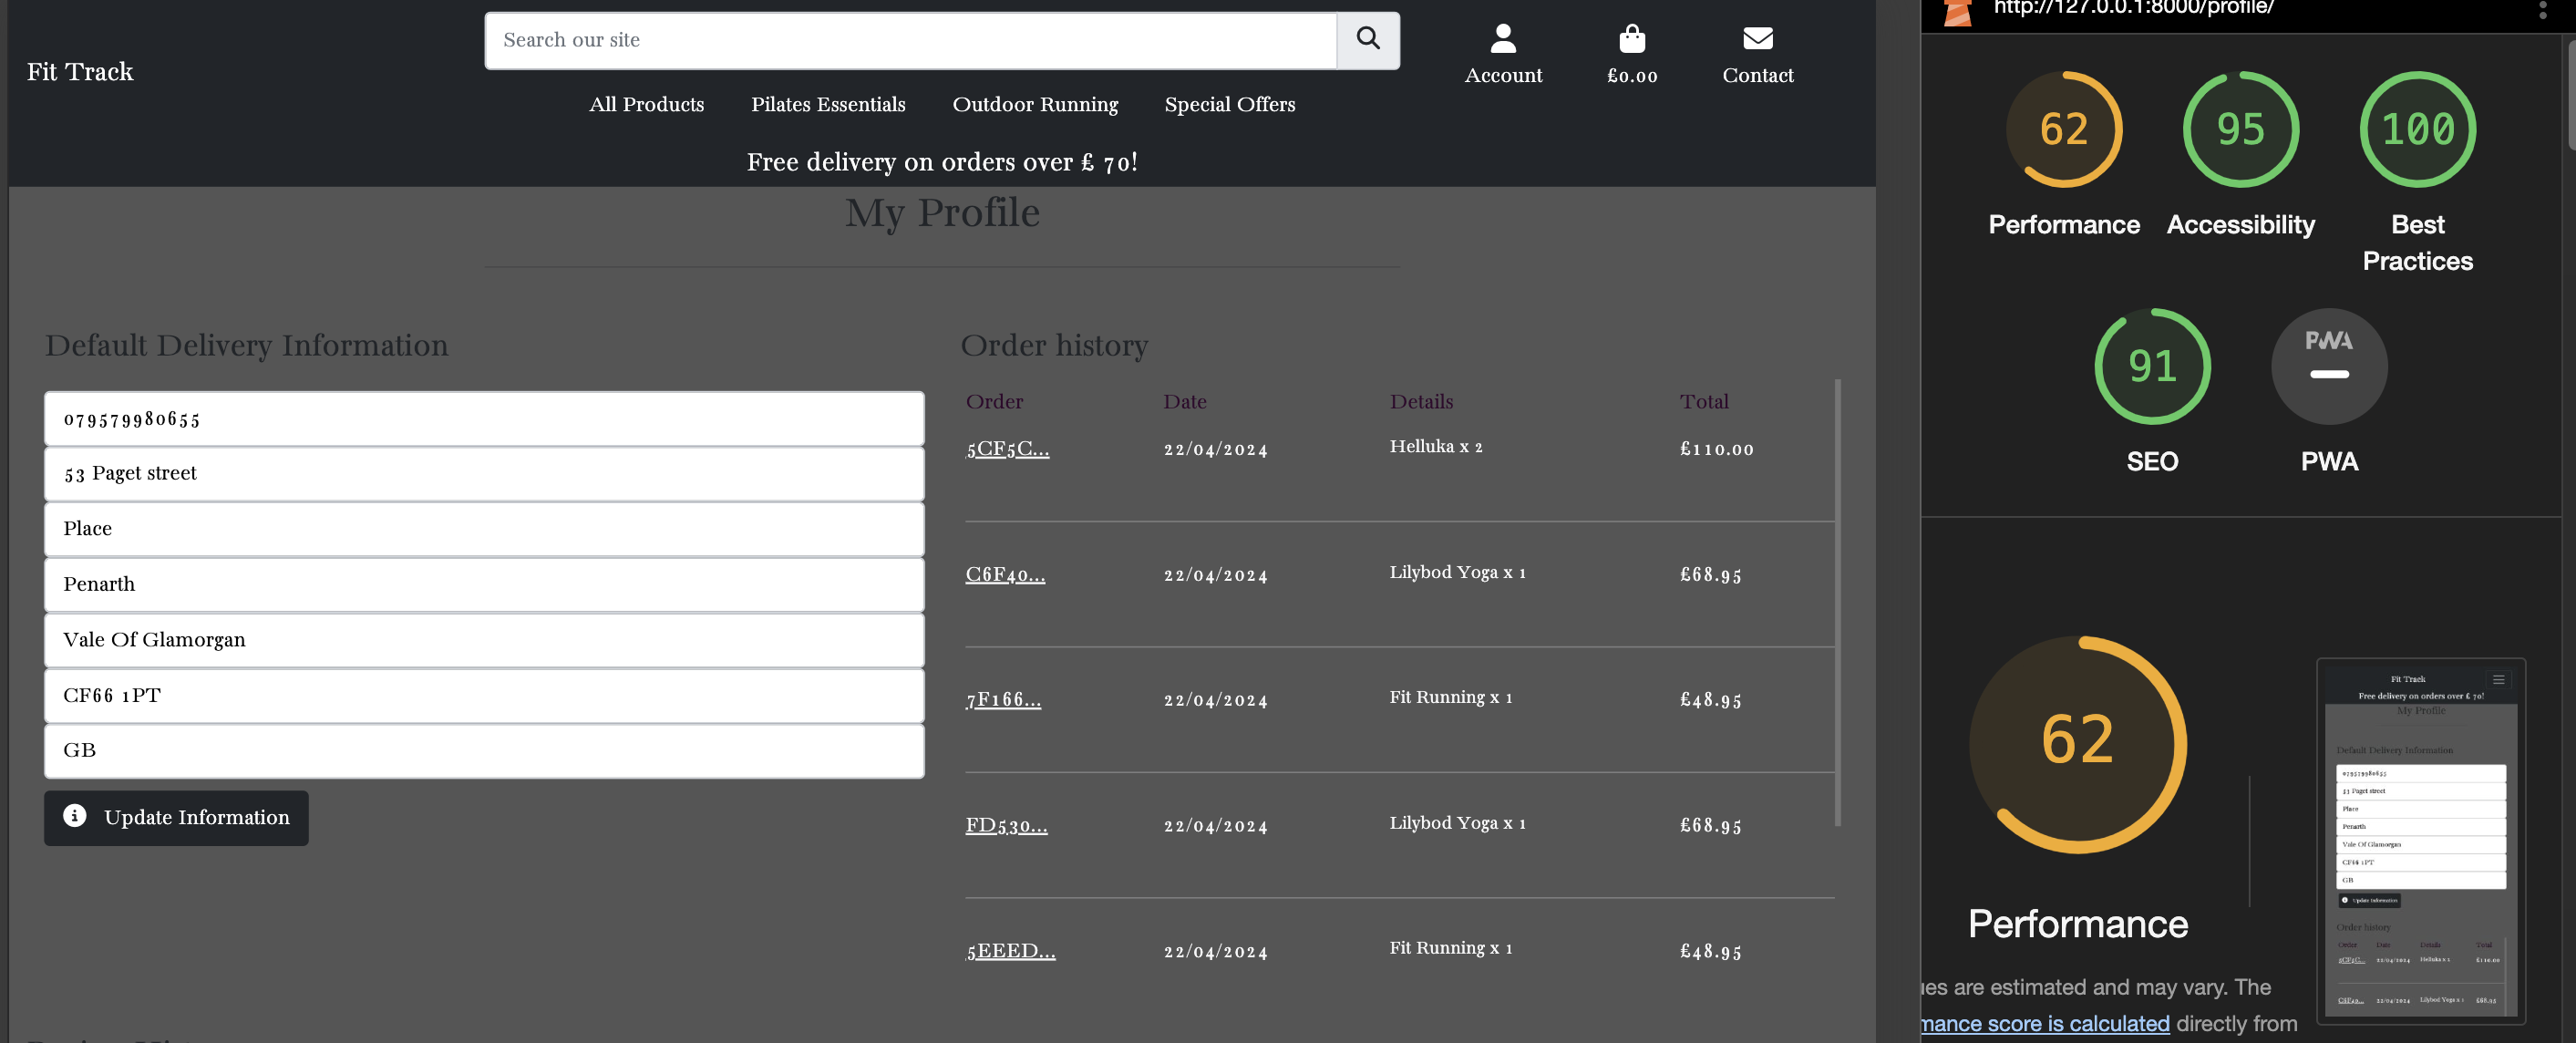 Fit Track
Search our site
Account
£0.00
Contact
All Products Pilates Essentials Outdoor Running Special Offers
Free delivery on orders over £ 70!
My Profile
Default Delivery Information
079579980655
53 Paget street
Place
Penarth
Vale Of Glamorgan
CF66 1PT
GB
Update Information
Order history
Order Date Details Total
5CF5C... 22/04/2024 Helluka x 2 £110.00
C6F40... 22/04/2024 Lilybod Yoga x 1 £68.95
7F166... 22/04/2024 Fit Running x 1 £48.95
FD530... 22/04/2024 Lilybod Yoga x 1 £68.95
5EEED... 22/04/2024 Fit Running x 1 £48.95
http://127.0.0.1:8000/profile/
62
Performance
95
Accessibility
100
Best
Practices
91
SEO
PWA
PWA
62
Performance
ues are estimated and may vary. The
mance score is calculated directly from
Fit Track
Free delivery on orders over £ 70!
My Profile
Default Delivery Information
079579980655
53 Paget street
Place
Penarth
Vale Of Glamorgan
CF66 1PT
GB
Update Information
Order history
Order Date Details Total
5CF5C... 22/04/2024 Helluka x 2 £110.00
C6F40... 22/04/2024 Lilybod Yoga x 1 £68.95